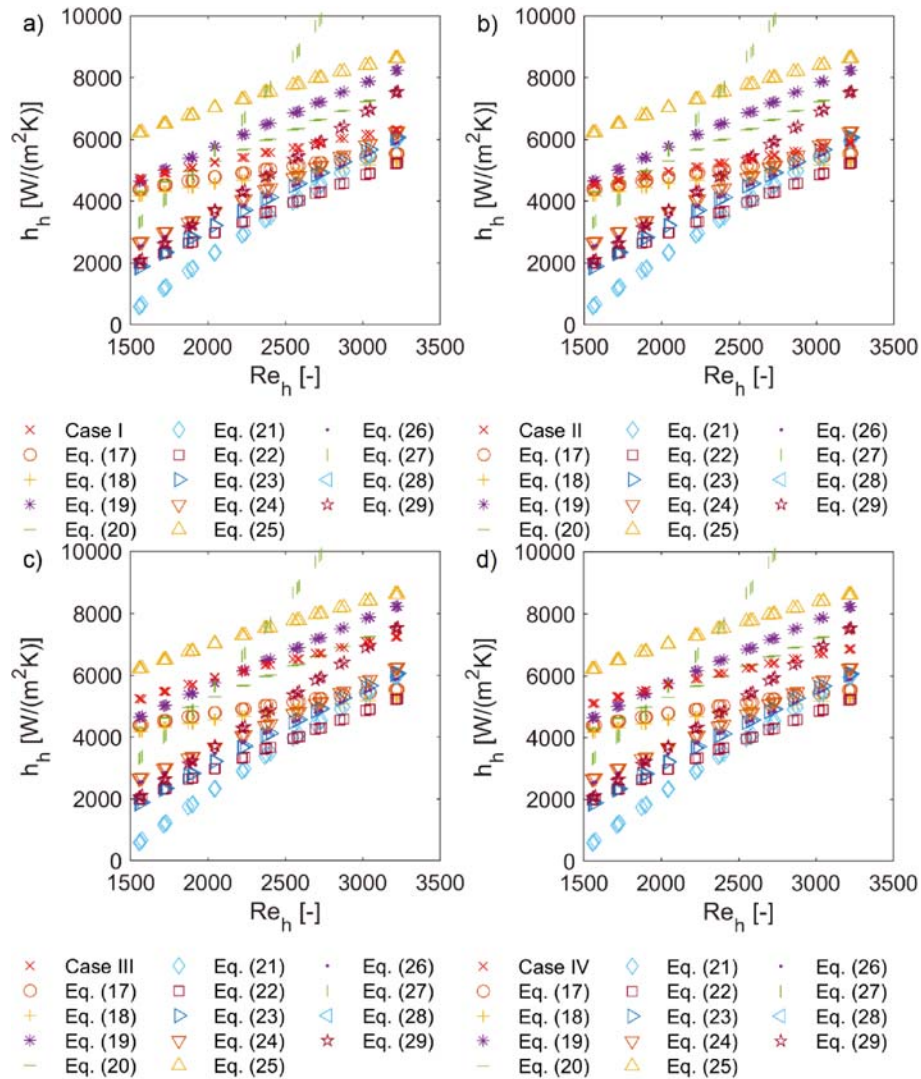 a)
10000
8000
6000
4000
2000
0
h_h [W/(m²K)]
1500 2000 2500 3000 3500
Re_h [-]
b)
10000
8000
6000
4000
2000
0
h_h [W/(m²K)]
1500 2000 2500 3000 3500
Re_h [-]
Case I Eq. (21) Eq. (26)
Eq. (17) Eq. (22) Eq. (27)
Eq. (18) Eq. (23) Eq. (28)
Eq. (19) Eq. (24) Eq. (29)
Eq. (20) Eq. (25)
Case II Eq. (21) Eq. (26)
Eq. (17) Eq. (22) Eq. (27)
Eq. (18) Eq. (23) Eq. (28)
Eq. (19) Eq. (24) Eq. (29)
Eq. (20) Eq. (25)
c)
10000
8000
6000
4000
2000
0
h_h [W/(m²K)]
1500 2000 2500 3000 3500
Re_h [-]
d)
10000
8000
6000
4000
2000
0
h_h [W/(m²K)]
1500 2000 2500 3000 3500
Re_h [-]
Case III Eq. (21) Eq. (26)
Eq. (17) Eq. (22) Eq. (27)
Eq. (18) Eq. (23) Eq. (28)
Eq. (19) Eq. (24) Eq. (29)
Eq. (20) Eq. (25)
Case IV Eq. (21) Eq. (26)
Eq. (17) Eq. (22) Eq. (27)
Eq. (18) Eq. (23) Eq. (28)
Eq. (19) Eq. (24) Eq. (29)
Eq. (20) Eq. (25)